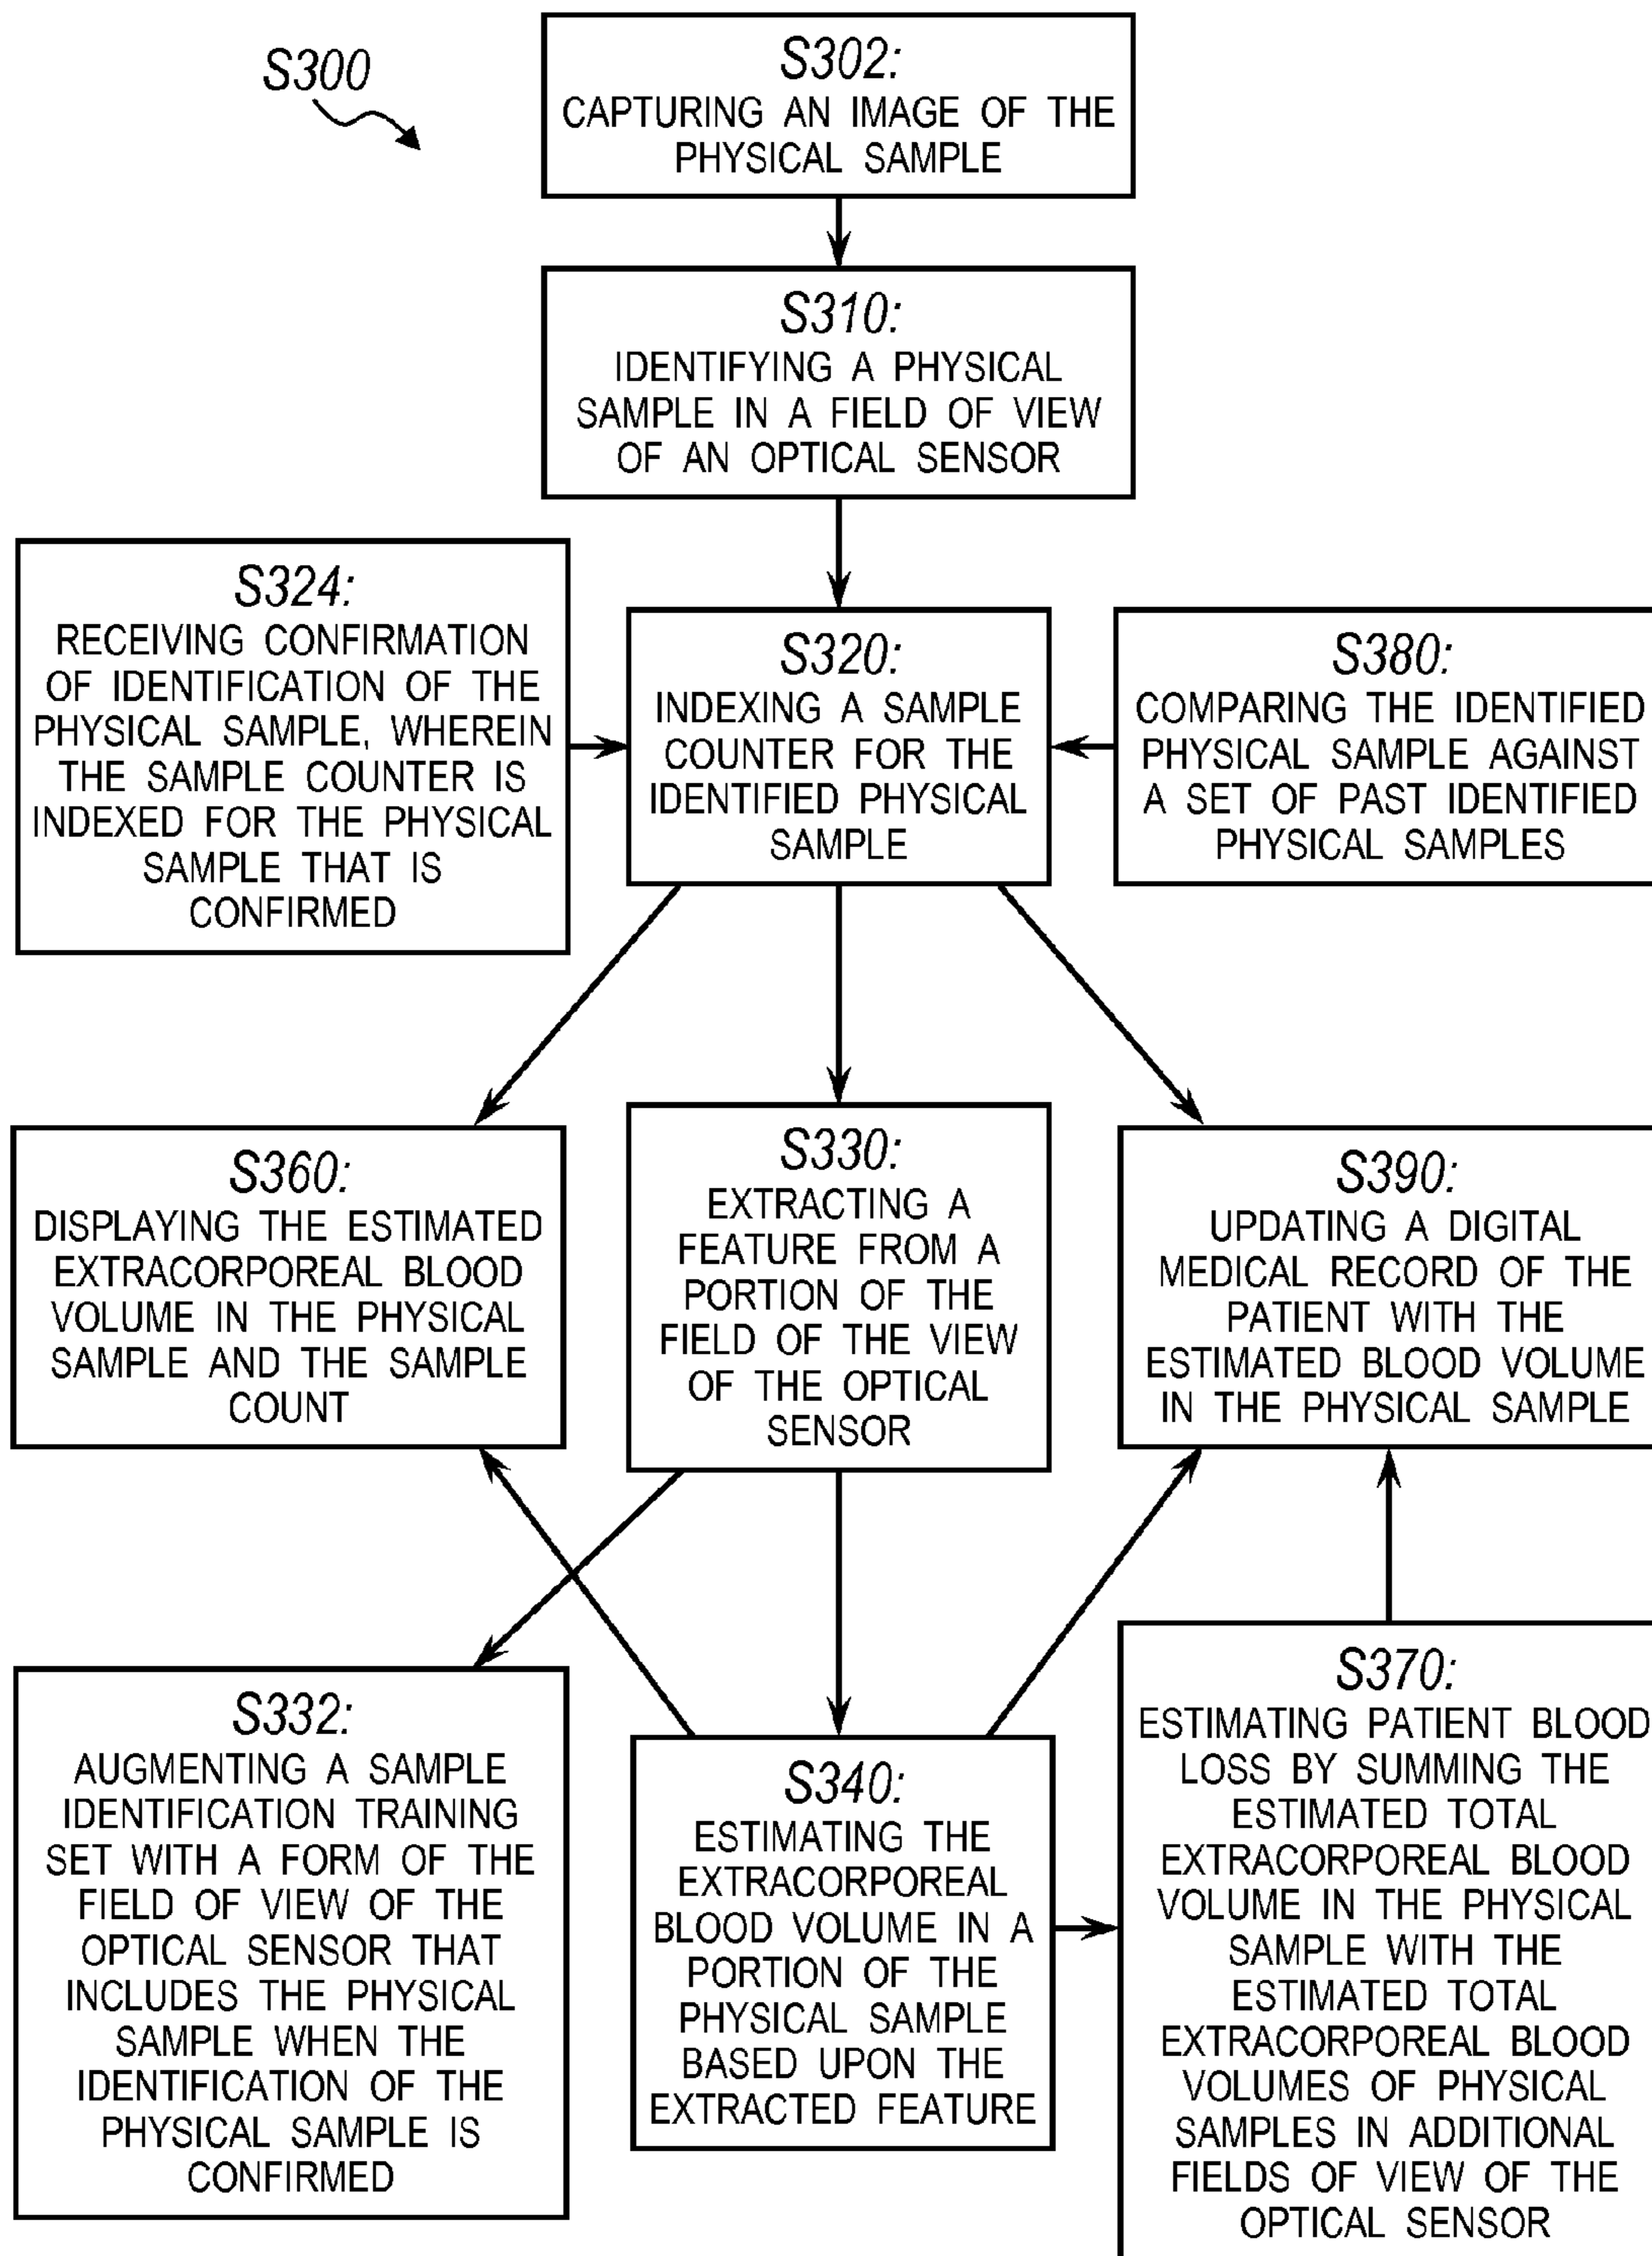 S300
S302:
CAPTURING AN IMAGE OF THE
PHYSICAL SAMPLE
S310:
IDENTIFYING A PHYSICAL
SAMPLE IN A FIELD OF VIEW
OF AN OPTICAL SENSOR
S324:
RECEIVING CONFIRMATION
OF IDENTIFICATION OF THE
PHYSICAL SAMPLE, WHEREIN
THE SAMPLE COUNTER IS
INDEXED FOR THE PHYSICAL
SAMPLE THAT IS
CONFIRMED
S320:
INDEXING A SAMPLE
COUNTER FOR THE
IDENTIFIED PHYSICAL
SAMPLE
S380:
COMPARING THE IDENTIFIED
PHYSICAL SAMPLE AGAINST
A SET OF PAST IDENTIFIED
PHYSICAL SAMPLES
S360:
DISPLAYING THE ESTIMATED
EXTRACORPOREAL BLOOD
VOLUME IN THE PHYSICAL
SAMPLE AND THE SAMPLE
COUNT
S330:
EXTRACTING A
FEATURE FROM A
PORTION OF THE
FIELD OF THE VIEW
OF THE OPTICAL
SENSOR
S390:
UPDATING A DIGITAL
MEDICAL RECORD OF THE
PATIENT WITH THE
ESTIMATED BLOOD VOLUME
IN THE PHYSICAL SAMPLE
S332:
AUGMENTING A SAMPLE
IDENTIFICATION TRAINING
SET WITH A FORM OF THE
FIELD OF VIEW OF THE
OPTICAL SENSOR THAT
INCLUDES THE PHYSICAL
SAMPLE WHEN THE
IDENTIFICATION OF THE
PHYSICAL SAMPLE IS
CONFIRMED
S340:
ESTIMATING THE
EXTRACORPOREAL
BLOOD VOLUME IN A
PORTION OF THE
PHYSICAL SAMPLE
BASED UPON THE
EXTRACTED FEATURE
S370:
ESTIMATING PATIENT BLOOD
LOSS BY SUMMING THE
ESTIMATED TOTAL
EXTRACORPOREAL BLOOD
VOLUME IN THE PHYSICAL
SAMPLE WITH THE
ESTIMATED TOTAL
EXTRACORPOREAL BLOOD
VOLUMES OF PHYSICAL
SAMPLES IN ADDITIONAL
FIELDS OF VIEW OF THE
OPTICAL SENSOR